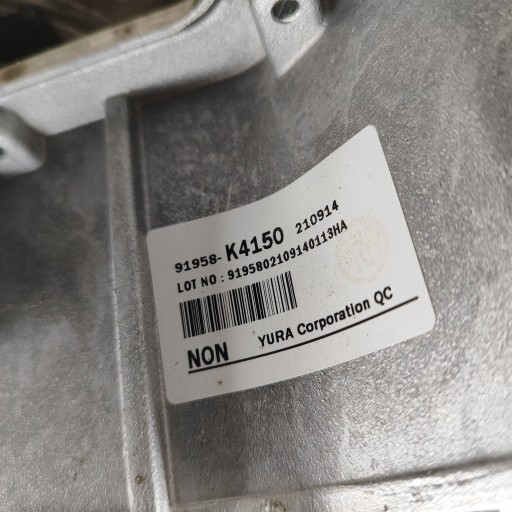 91958-K4150 210914
LOT NO : 9195802109140113HA
NON YURA Corporation QC